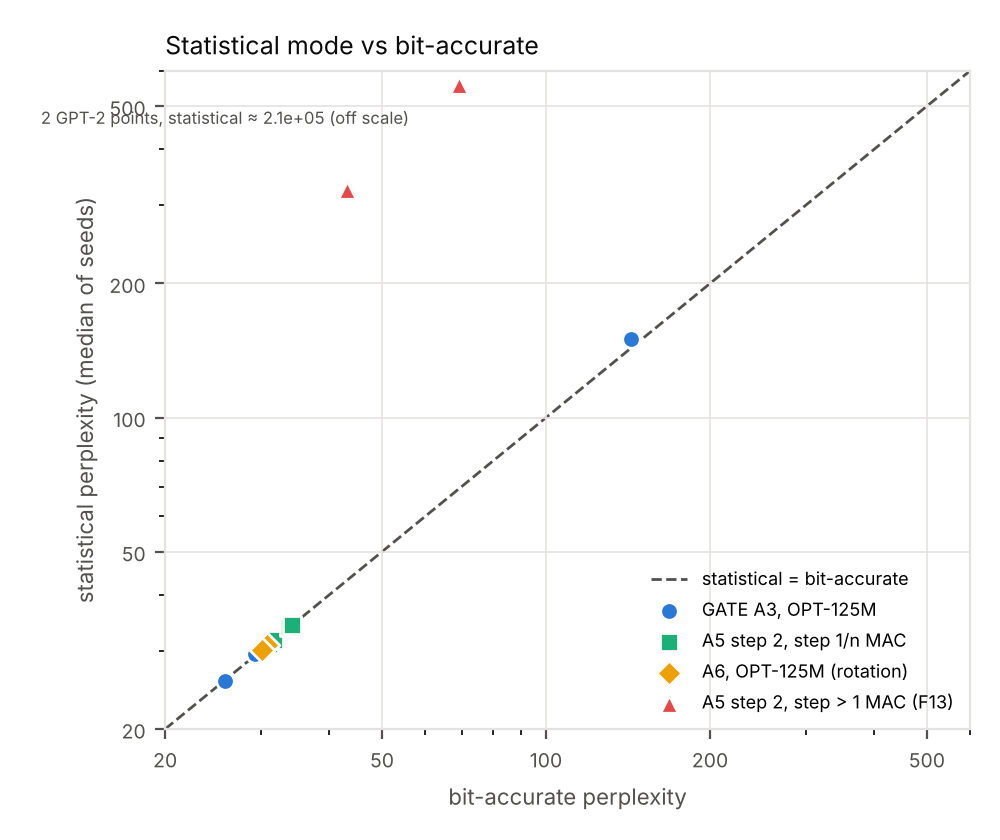 Statistical mode vs bit-accurate
500
2 GPT-2 points, statistical ≈ 2.1e+05 (off scale)
200
100
50
20
statistical perplexity (median of seeds)
statistical = bit-accurate
GATE A3, OPT-125M
A5 step 2, step 1/n MAC
A6, OPT-125M (rotation)
A5 step 2, step > 1 MAC (F13)
20 50 100 200 500
bit-accurate perplexity